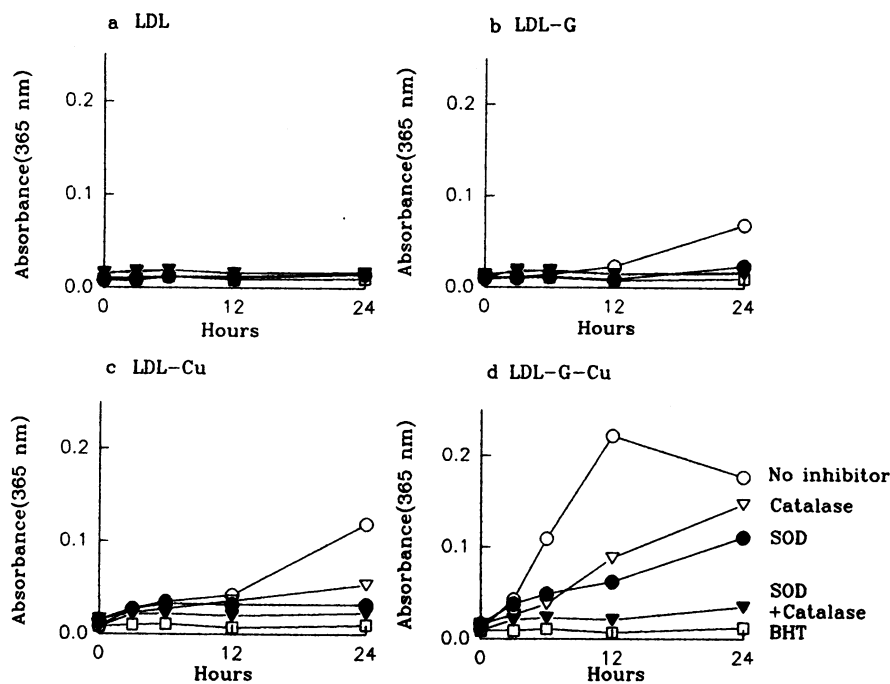 a LDL
Absorbance(365 nm)
0.2
0.1
0.0
0
12
24
Hours
b LDL-G
Absorbance(365 nm)
0.2
0.1
0.0
0
12
24
Hours
c LDL-Cu
Absorbance(365 nm)
0.2
0.1
0.0
0
12
24
Hours
d LDL-G-Cu
Absorbance(365 nm)
0.2
0.1
0.0
0
12
24
Hours
No inhibitor
Catalase
SOD
SOD
+Catalase
BHT